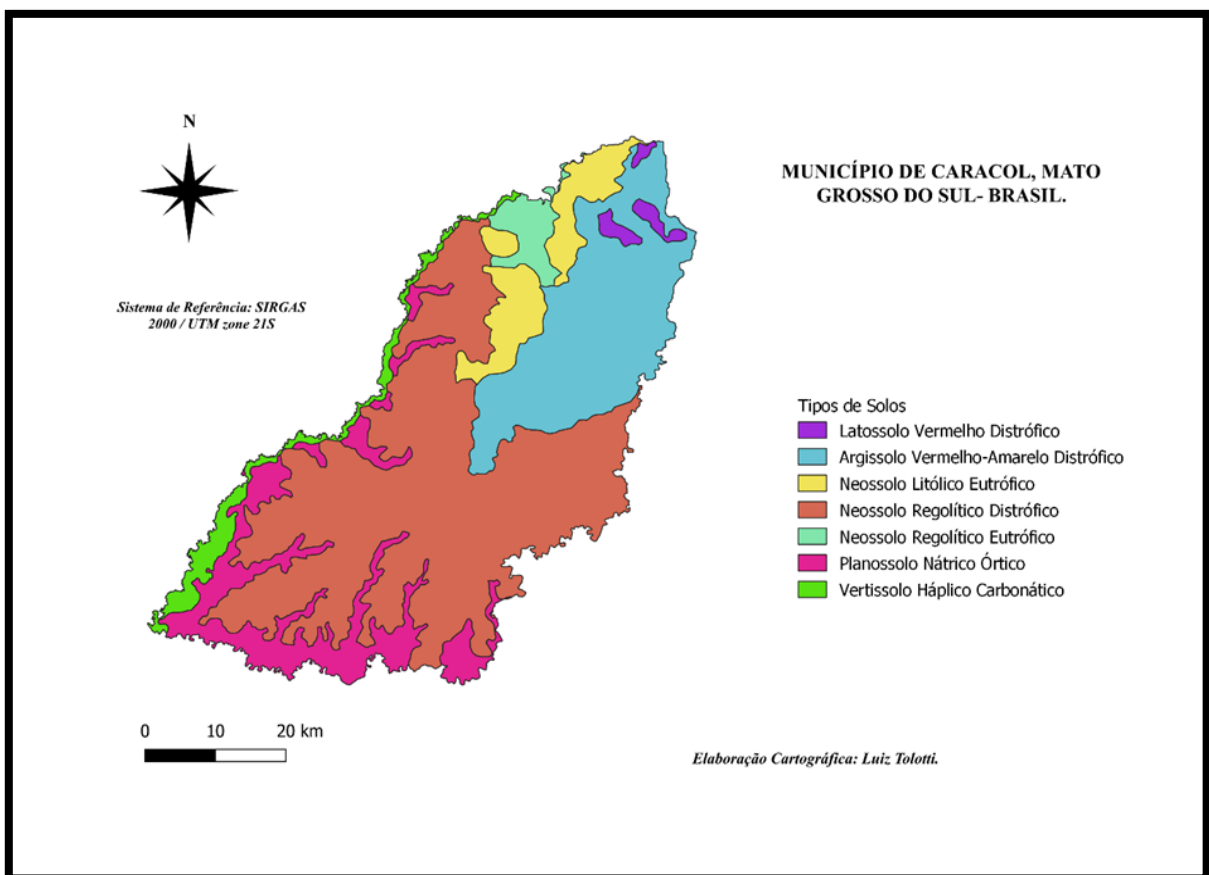 N
MUNICÍPIO DE CARACOL, MATO
GROSSO DO SUL- BRASIL.
Sistema de Referência: SIRGAS
2000 / UTM zone 21S
Tipos de Solos
Latossolo Vermelho Distrófico
Argissolo Vermelho-Amarelo Distrófico
Neossolo Litólico Eutrófico
Neossolo Regolítico Distrófico
Neossolo Regolítico Eutrófico
Planossolo Nátrico Órtico
Vertissolo Háplico Carbonático
0 10 20 km
Elaboração Cartográfica: Luiz Tolotti.